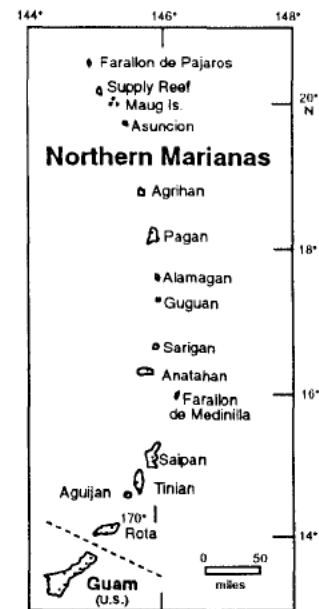 144°
146°
148°
Farallon de Pajaros
Supply Reef
Maug Is.
20°
N
Asuncion
Northern Marianas
Agrihan
Pagan
18°
Alamagan
Guguan
Sarigan
16°
Anatahan
Farallon
de Medinilla
Saipan
Tinian
Aguijan
170°
Rota
14°
0 50
miles
Guam
(U.S.)